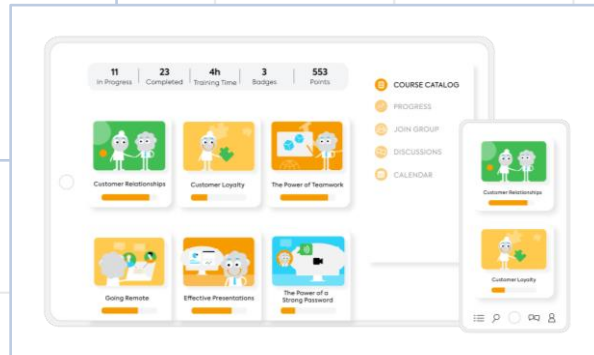 11 23 4h 3 553
In Progress Completed Training Time Badges Points
COURSE CATALOG
PROGRESS
JOIN GROUP
DISCUSSIONS
CALENDAR
Customer Relationships Customer Loyalty The Power of Teamwork
Going Remote Effective Presentations The Power of a
Strong Password
Customer Relationships
Customer Loyalty